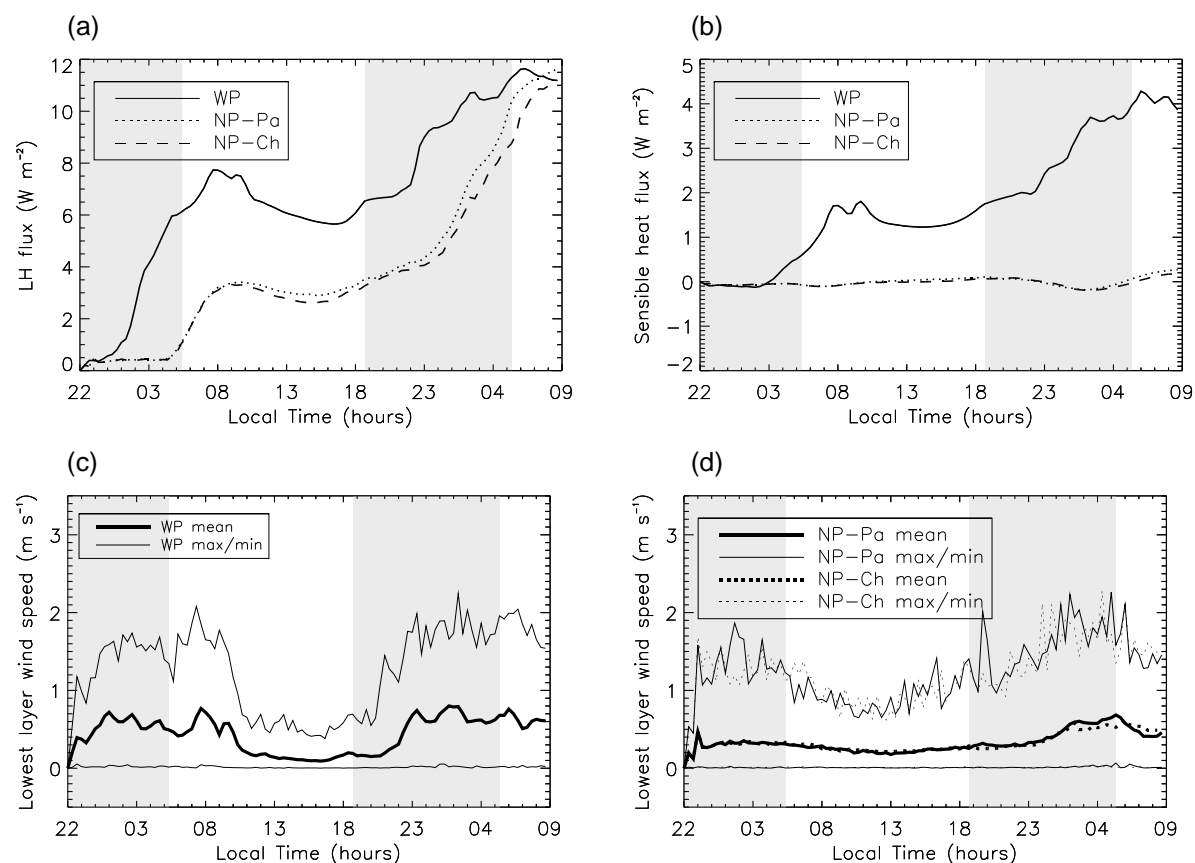 (a)
LH flux (W m⁻²)
12
10
8
6
4
2
0
WP
NP-Pa
NP-Ch
22 03 08 13 18 23 04 09
Local Time (hours)
(b)
Sensible heat flux (W m⁻²)
5
4
3
2
1
0
-1
-2
WP
NP-Pa
NP-Ch
22 03 08 13 18 23 04 09
Local Time (hours)
(c)
Lowest layer wind speed (m s⁻¹)
3
2
1
0
WP mean
WP max/min
22 03 08 13 18 23 04 09
Local Time (hours)
(d)
Lowest layer wind speed (m s⁻¹)
3
2
1
0
NP-Pa mean
NP-Pa max/min
NP-Ch mean
NP-Ch max/min
22 03 08 13 18 23 04 09
Local Time (hours)